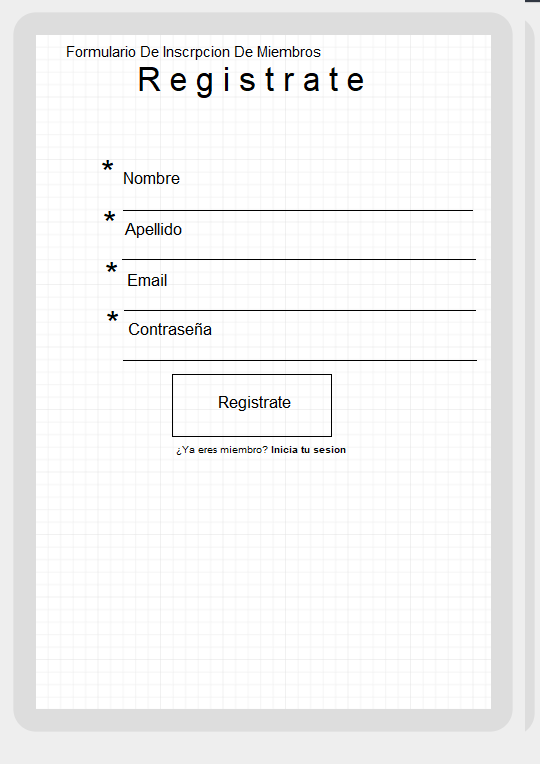 Formulario De Inscrpcion De Miembros
Registrate
* Nombre
* Apellido
* Email
* Contraseña
Registrate
¿Ya eres miembro? Inicia tu sesion